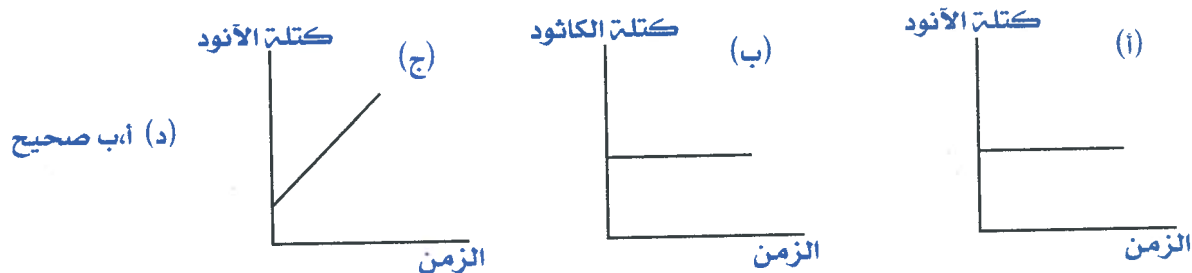 (أ)
كتلة الآنود
الزمن
(ب)
كتلة الكاثود
الزمن
(ج)
كتلة الآنود
الزمن
(د) أ،ب صحيح